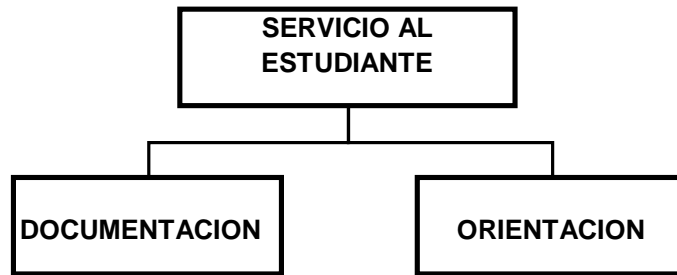 SERVICIO AL
ESTUDIANTE
DOCUMENTACION
ORIENTACION